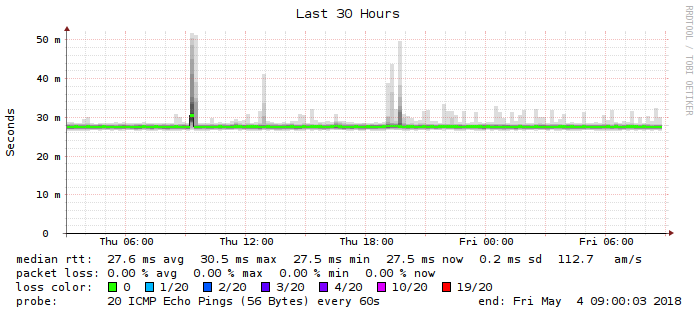 Last 30 Hours
RRDTOOL / TOBI OETIKER
Seconds
50 m
40 m
30 m
20 m
10 m
0
Thu 06:00 Thu 12:00 Thu 18:00 Fri 00:00 Fri 06:00
median rtt: 27.6 ms avg 30.5 ms max 27.5 ms min 27.5 ms now 0.2 ms sd 112.7 am/s
packet loss: 0.00 % avg 0.00 % max 0.00 % min 0.00 % now
loss color: 0 1/20 2/20 3/20 4/20 10/20 19/20
probe: 20 ICMP Echo Pings (56 Bytes) every 60s end: Fri May 4 09:00:03 2018